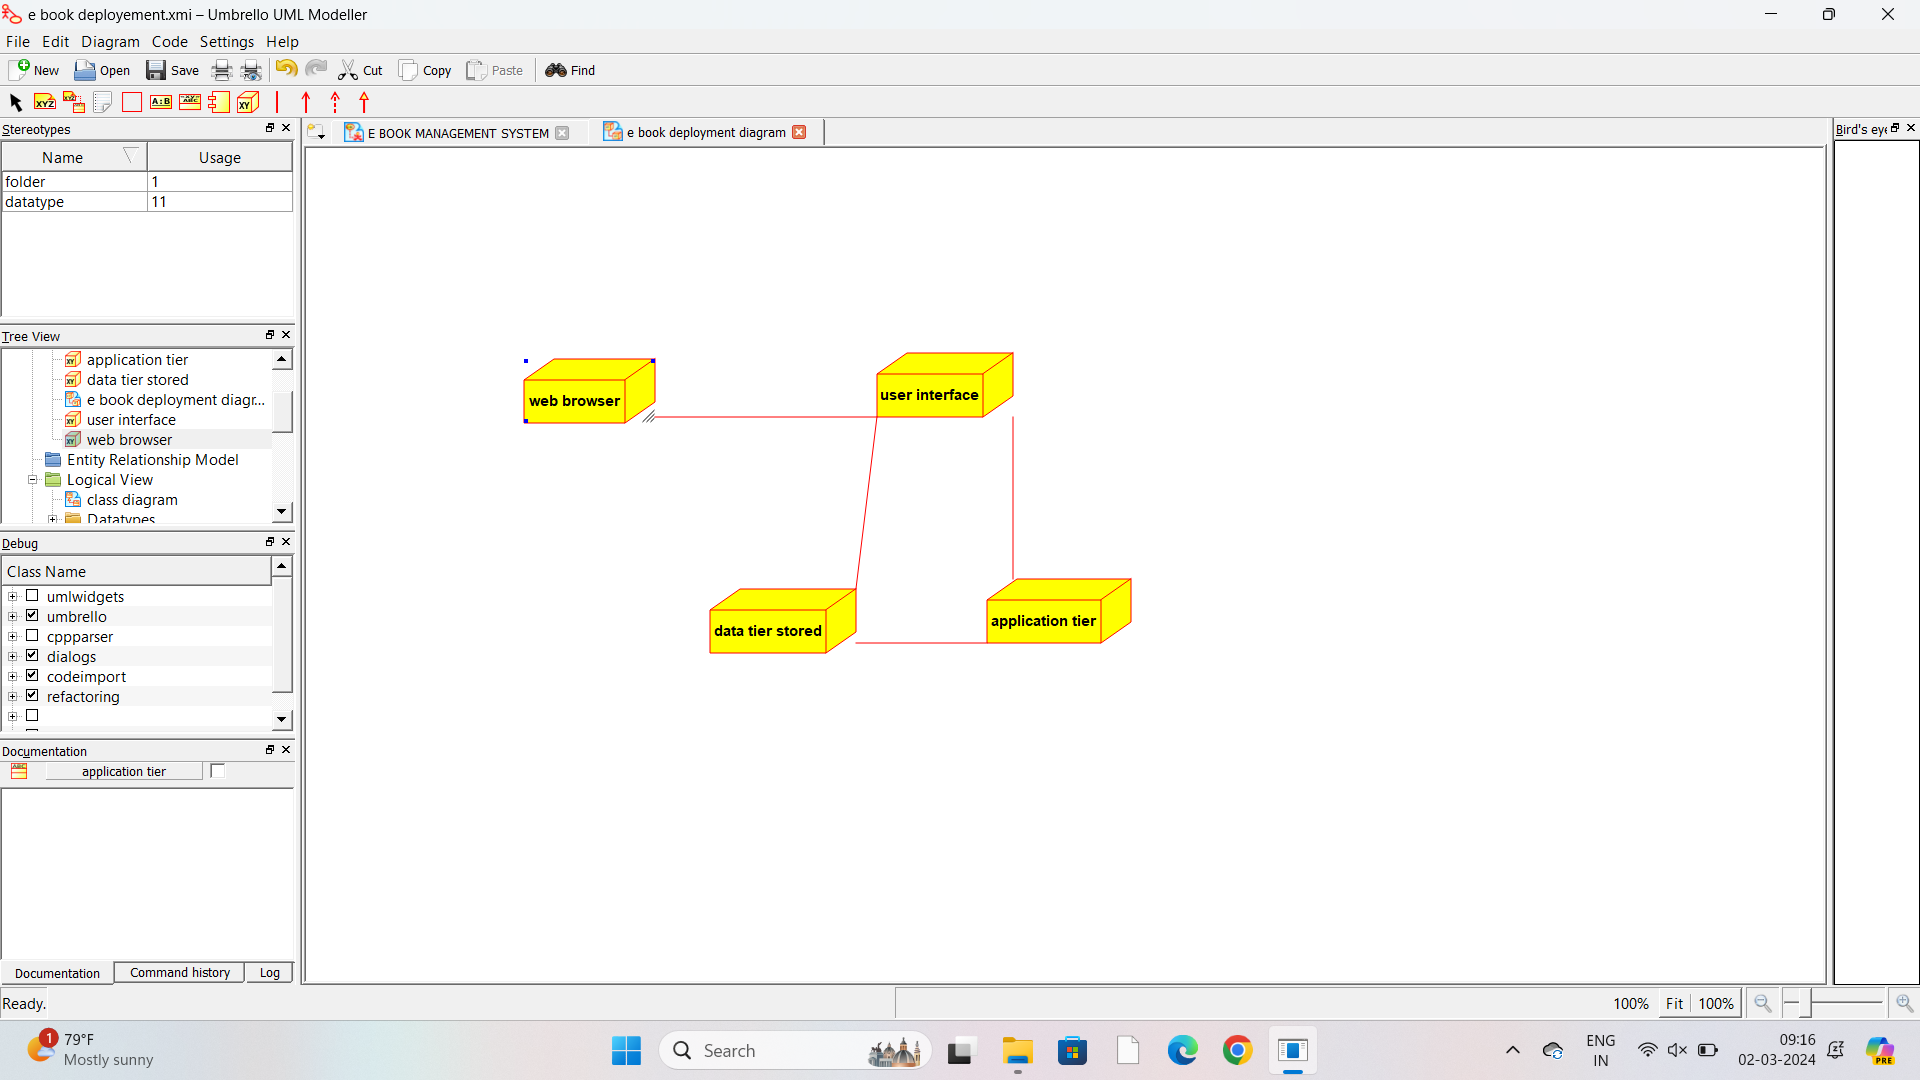 e book deployement.xmi – Umbrello UML Modeller
File Edit Diagram Code Settings Help
New Open Save Cut Copy Paste Find
XYZ XYZ A:B ABC XY
Stereotypes
E BOOK MANAGEMENT SYSTEM
e book deployment diagram
Bird's eye
Name Usage
folder 1
datatype 11
Tree View
application tier
data tier stored
e book deployment diagr...
user interface
web browser
Entity Relationship Model
Logical View
class diagram
Datatypes
web browser
user interface
data tier stored
application tier
Debug
Class Name
umlwidgets
umbrello
cppparser
dialogs
codeimport
refactoring
Documentation
application tier
Documentation Command history Log
Ready.
100% Fit 100%
1
79°F
Mostly sunny
Search
ENG
IN
09:16
02-03-2024
PRE